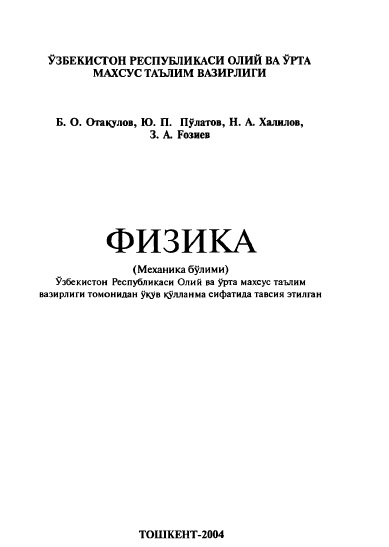 ЎЗБЕКИСТОН РЕСПУБЛИКАСИ ОЛИЙ ВА ЎРТА
МАХСУС ТАЪЛИМ ВАЗИРЛИГИ
Б. О. Отақулов, Ю. П. Пўлатов, Н. А. Халилов,
З. А. Ғозиев
ФИЗИКА
(Механика бўлими)
Ўзбекистон Республикаси Олий ва ўрта махсус таълим
вазирлиги томонидан ўқув қўлланма сифатида тавсия этилган
ТОШКЕНТ-2004